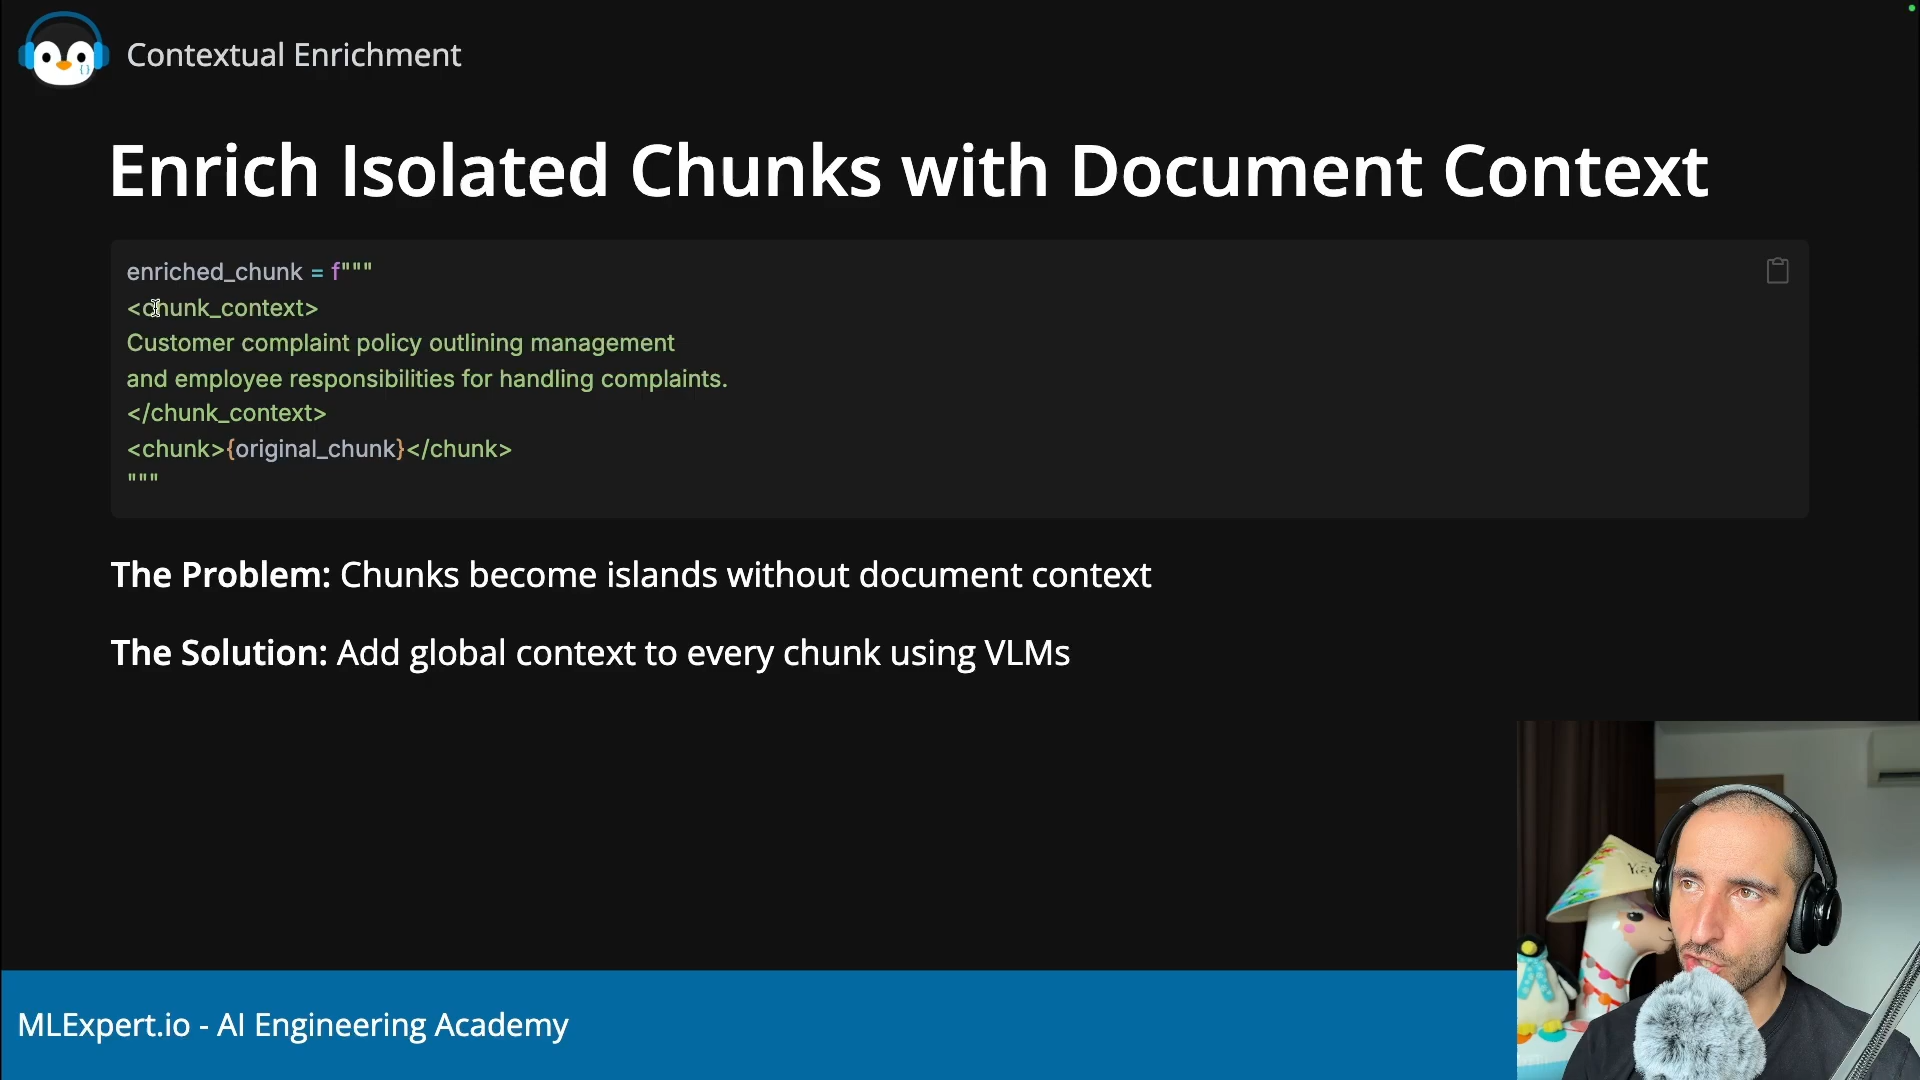 Contextual Enrichment
Enrich Isolated Chunks with Document Context
enriched_chunk = f"""
<chunk_context>
Customer complaint policy outlining management
and employee responsibilities for handling complaints.
</chunk_context>
<chunk>{original_chunk}</chunk>
"""
The Problem: Chunks become islands without document context
The Solution: Add global context to every chunk using VLMs
MLExpert.io - AI Engineering Academy